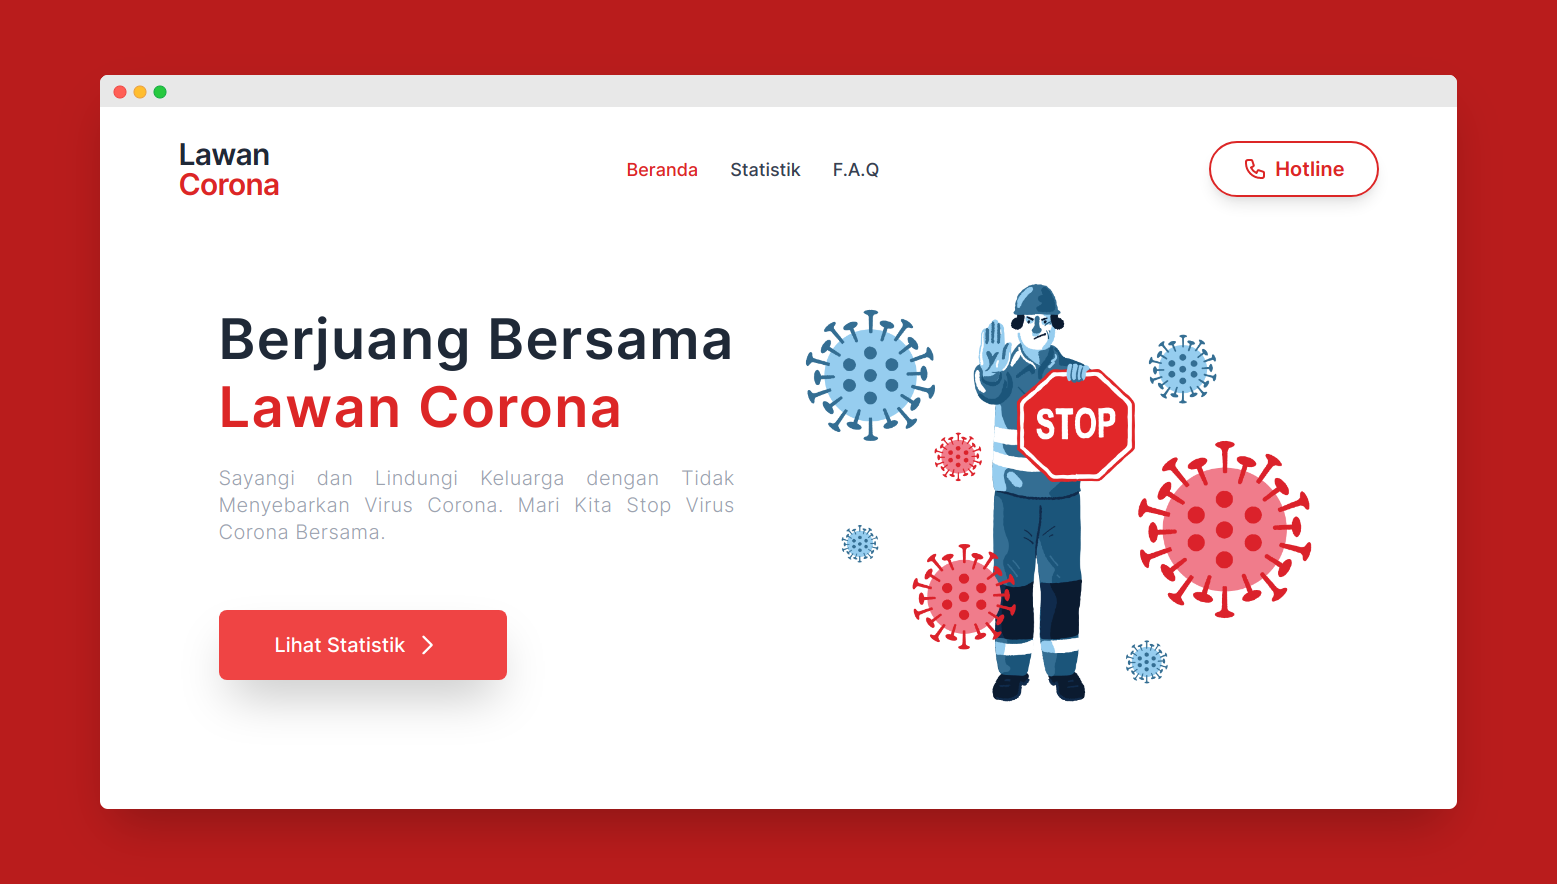 Lawan
Corona
Beranda
Statistik
F.A.Q
Hotline
Berjuang Bersama
Lawan Corona
Sayangi dan Lindungi Keluarga dengan Tidak
Menyebarkan Virus Corona. Mari Kita Stop Virus
Corona Bersama.
Lihat Statistik
STOP